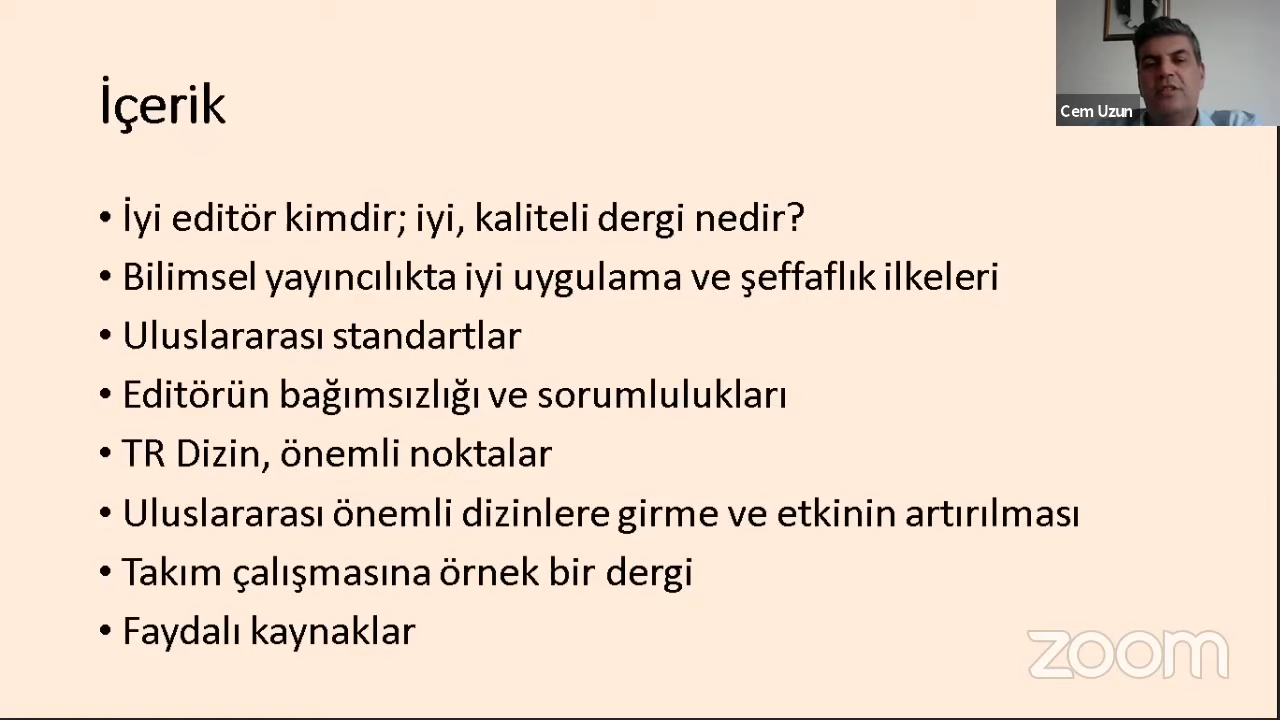 Cem Uzun
İçerik
• İyi editör kimdir; iyi, kaliteli dergi nedir?
• Bilimsel yayıncılıkta iyi uygulama ve şeffaflık ilkeleri
• Uluslararası standartlar
• Editörün bağımsızlığı ve sorumlulukları
• TR Dizin, önemli noktalar
• Uluslararası önemli dizinlere girme ve etkinin artırılması
• Takım çalışmasına örnek bir dergi
• Faydalı kaynaklar
zoom